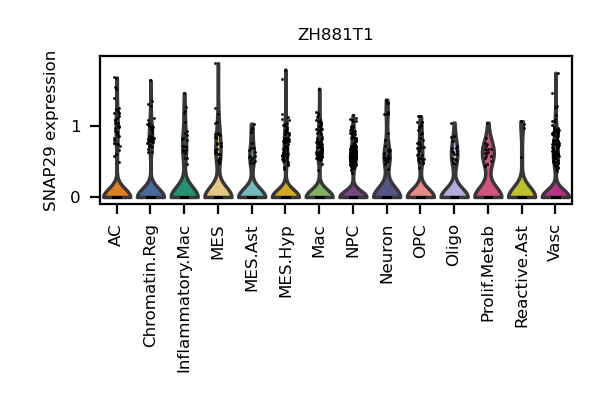 ZH881T1
SNAP29 expression
1
0
AC
Chromatin.Reg
Inflammatory.Mac
MES
MES.Ast
MES.Hyp
Mac
NPC
Neuron
OPC
Oligo
Prolif.Metab
Reactive.Ast
Vasc